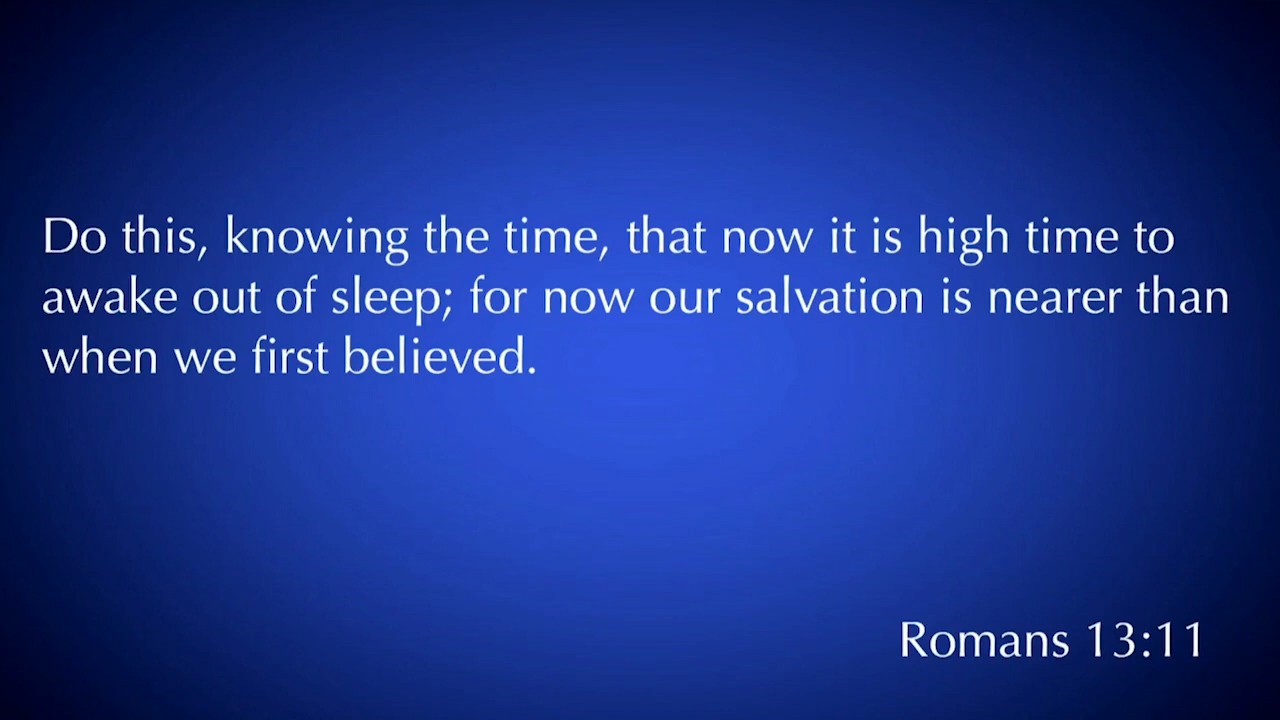 Do this, knowing the time, that now it is high time to
awake out of sleep; for now our salvation is nearer than
when we first believed.
Romans 13:11